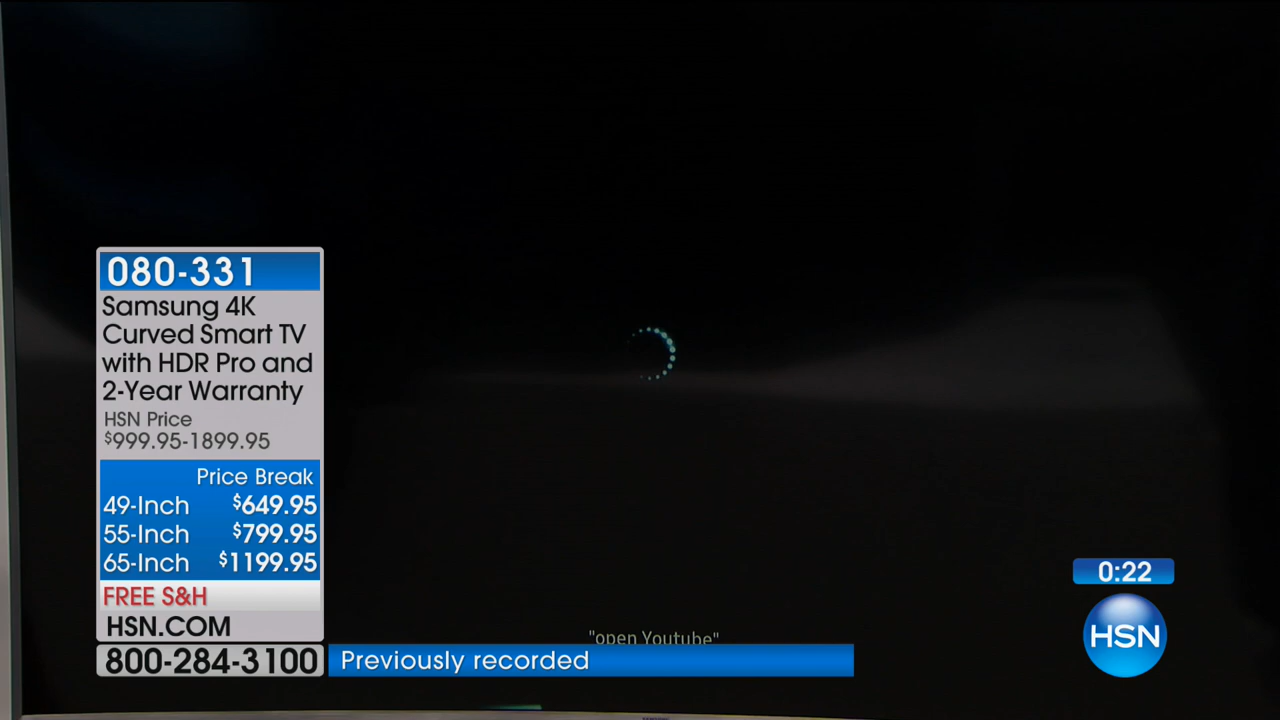 080-331
Samsung 4K
Curved Smart TV
with HDR Pro and
2-Year Warranty
HSN Price
$999.95-1899.95
Price Break
49-Inch $649.95
55-Inch $799.95
65-Inch $1199.95
FREE S&H
HSN.COM
800-284-3100
"open Youtube"
Previously recorded
0:22
HSN